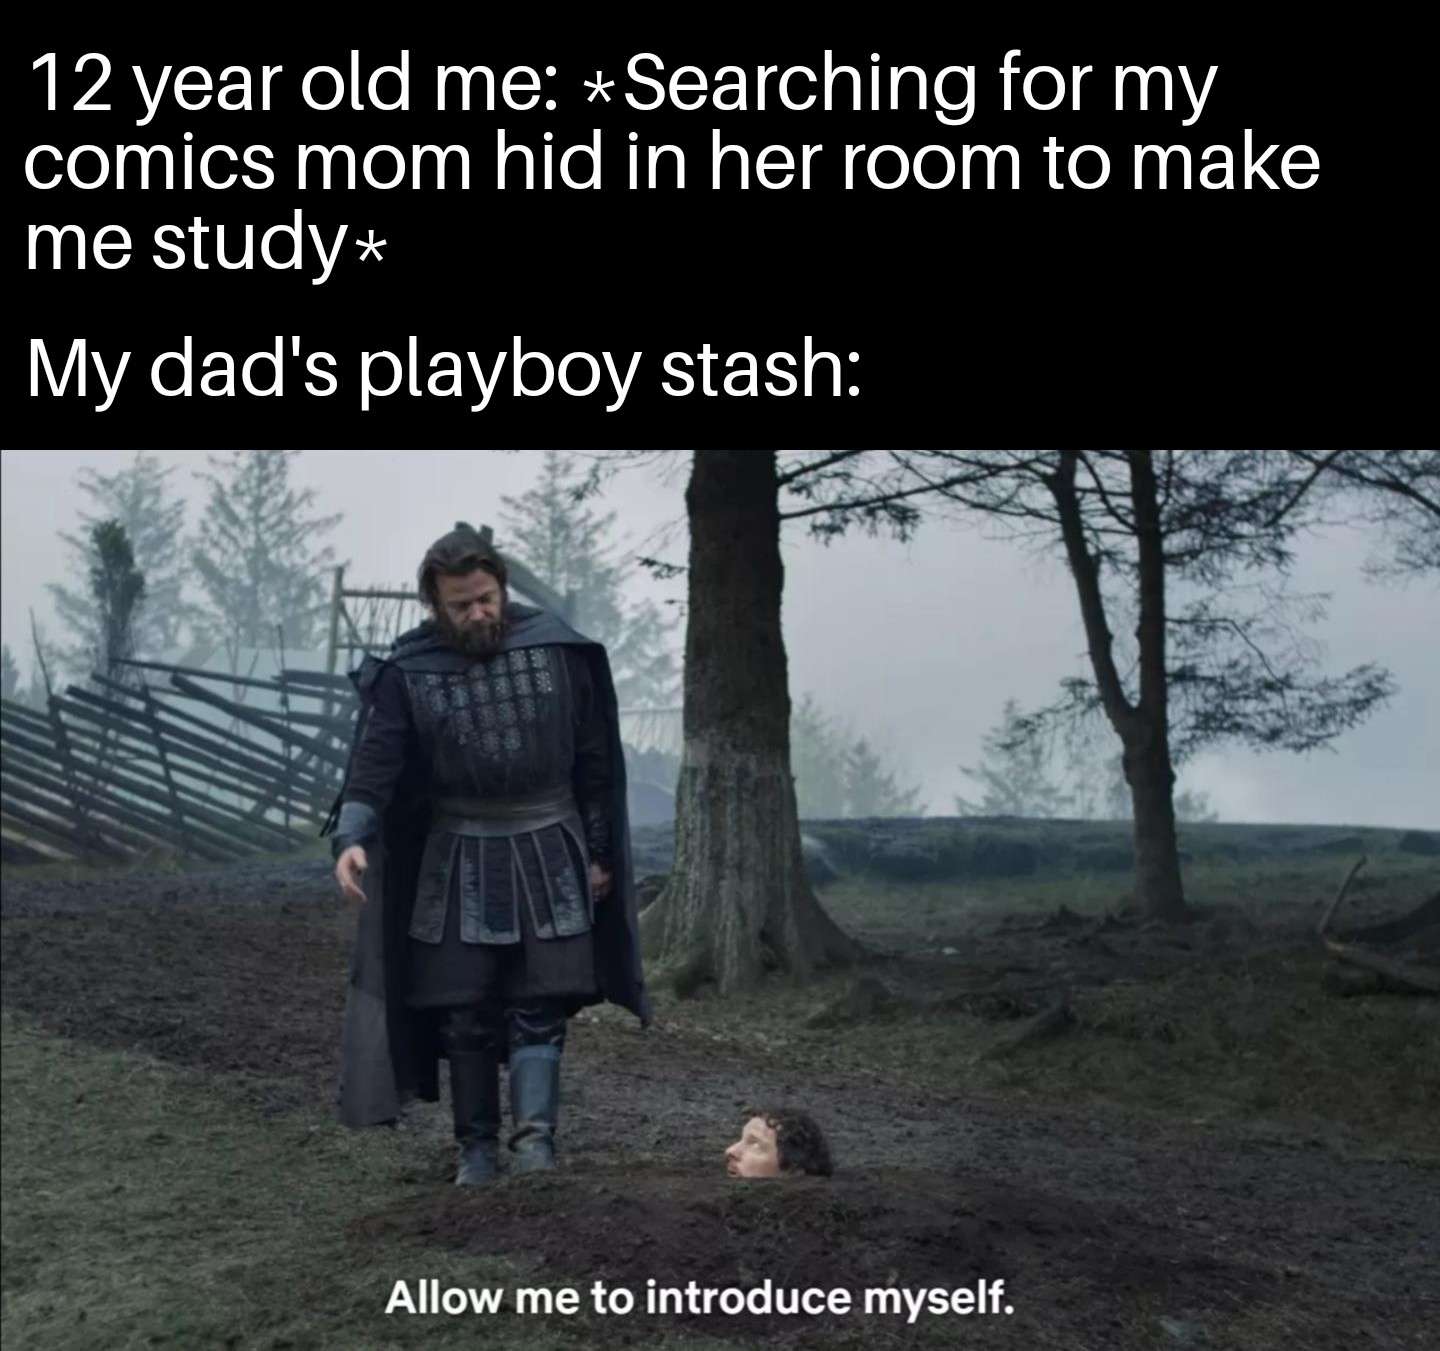 12 year old me: *Searching for my
comics mom hid in her room to make
me study*
My dad's playboy stash:
Allow me to introduce myself.